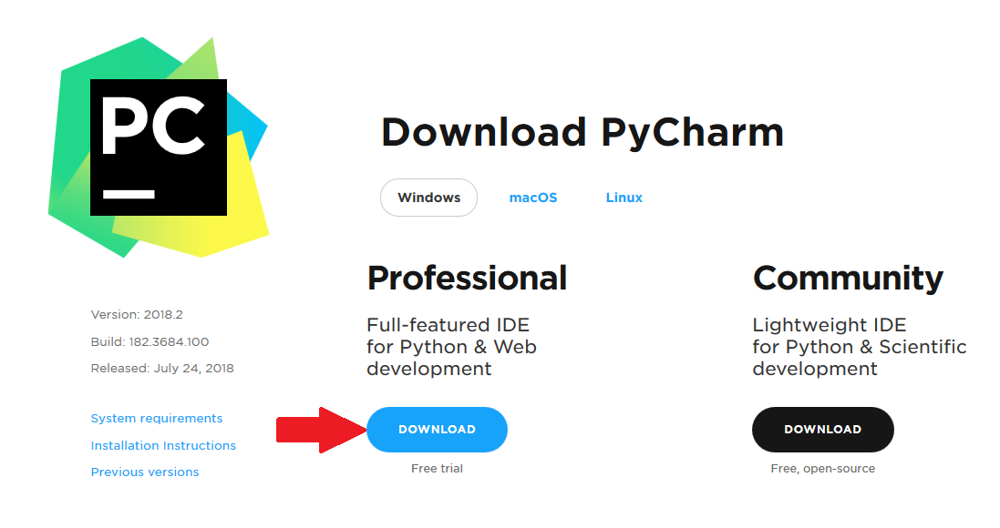 PC
Download PyCharm
Windows macOS Linux
Version: 2018.2
Build: 182.3684.100
Released: July 24, 2018
System requirements
Installation Instructions
Previous versions
Professional
Full-featured IDE
for Python & Web
development
DOWNLOAD
Free trial
Community
Lightweight IDE
for Python & Scientific
development
DOWNLOAD
Free, open-source